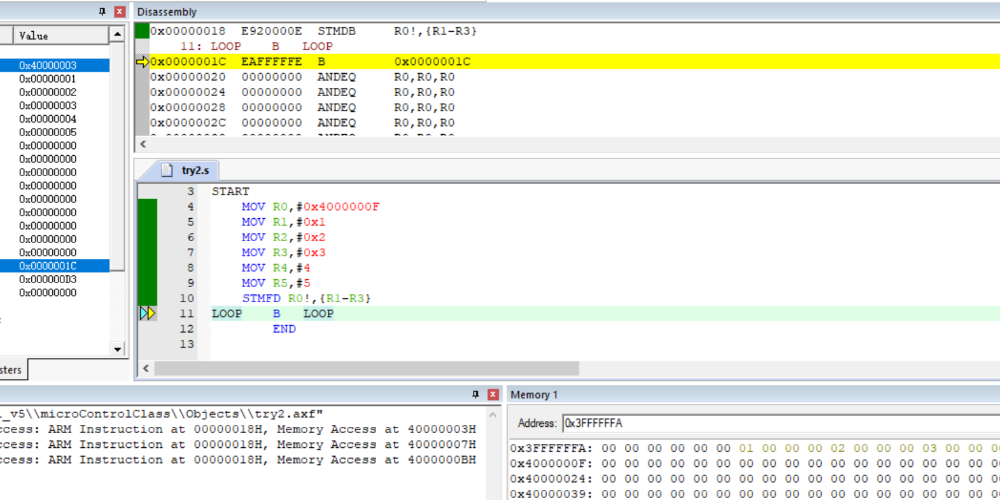 Disassembly
Value
0x40000003
0x00000001
0x00000002
0x00000003
0x00000004
0x00000005
0x00000000
0x00000000
0x00000000
0x00000000
0x00000000
0x00000000
0x00000000
0x00000000
0x00000000
0x0000001C
0x000000D3
0x00000000
sters
0x00000018 E920000E STMDB R0!,{R1-R3}
11: LOOP B LOOP
0x0000001C EAFFFFFE B 0x0000001C
0x00000020 00000000 ANDEQ R0,R0,R0
0x00000024 00000000 ANDEQ R0,R0,R0
0x00000028 00000000 ANDEQ R0,R0,R0
0x0000002C 00000000 ANDEQ R0,R0,R0
try2.s
3 START
4 MOV R0,#0x4000000F
5 MOV R1,#0x1
6 MOV R2,#0x2
7 MOV R3,#0x3
8 MOV R4,#4
9 MOV R5,#5
10 STMFD R0!,{R1-R3}
11 LOOP B LOOP
12 END
13
_v5\\microControlClass\\Objects\\try2.axf"
ccess: ARM Instruction at 00000018H, Memory Access at 40000003H
ccess: ARM Instruction at 00000018H, Memory Access at 40000007H
ccess: ARM Instruction at 00000018H, Memory Access at 4000000BH
Memory 1
Address: 0x3FFFFFFA
0x3FFFFFFA: 00 00 00 00 00 00 01 00 00 00 02 00 00 00 03 00 00 0
0x4000000F: 00 00 00 00 00 00 00 00 00 00 00 00 00 00 00 00 00 0
0x40000024: 00 00 00 00 00 00 00 00 00 00 00 00 00 00 00 00 00 0
0x40000039: 00 00 00 00 00 00 00 00 00 00 00 00 00 00 00 00 00 0